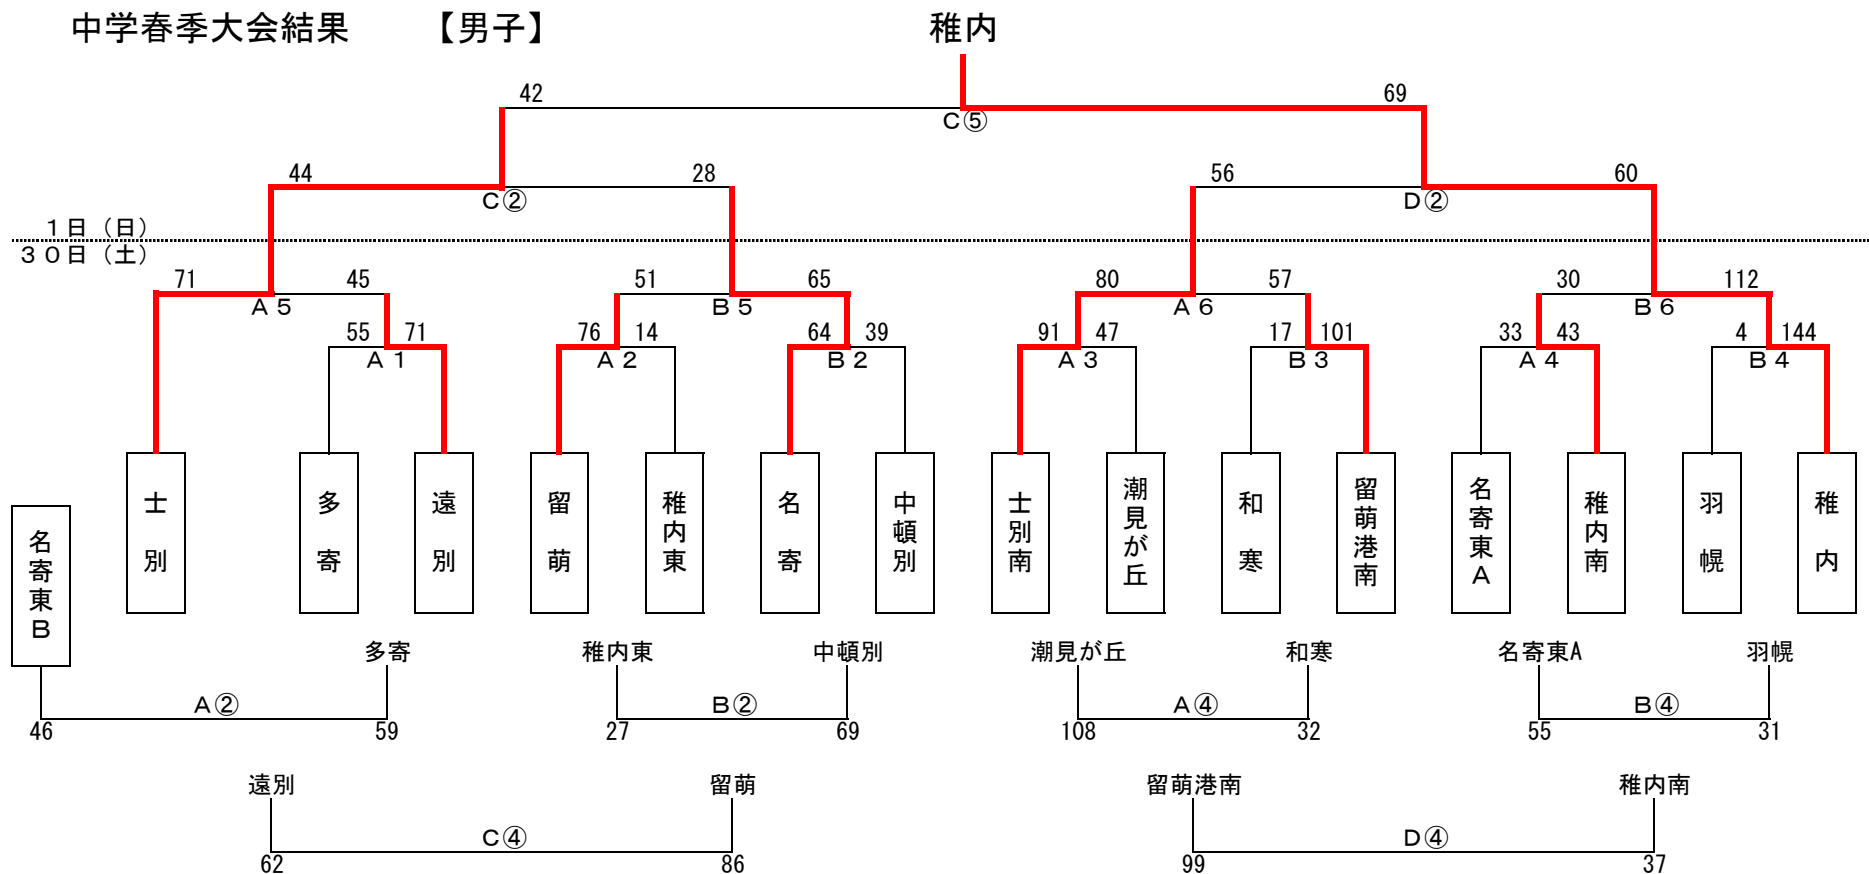 中学春季大会結果　【男子】　稚内
42　69
C⑤
44　28　56　60
C②　D②
１日（日）
３０日（土）
71　45　51　65　80　57　30　112
A５　B５　A６　B６
55　71　76　14　64　39　91　47　17　101　33　43　4　144
A１　A２　B２　A３　B３　A４　B４
名寄東B
士別
多寄
遠別
留萌
稚内東
名寄
中頓別
士別南
潮見が丘
和寒
留萌港南
名寄東A
稚内南
羽幌
稚内
多寄　稚内東　中頓別　潮見が丘　和寒　名寄東A　羽幌
A②　B②　A④　B④
46　59　27　69　108　32　55　31
遠別　留萌　留萌港南　稚内南
C④　D④
62　86　99　37